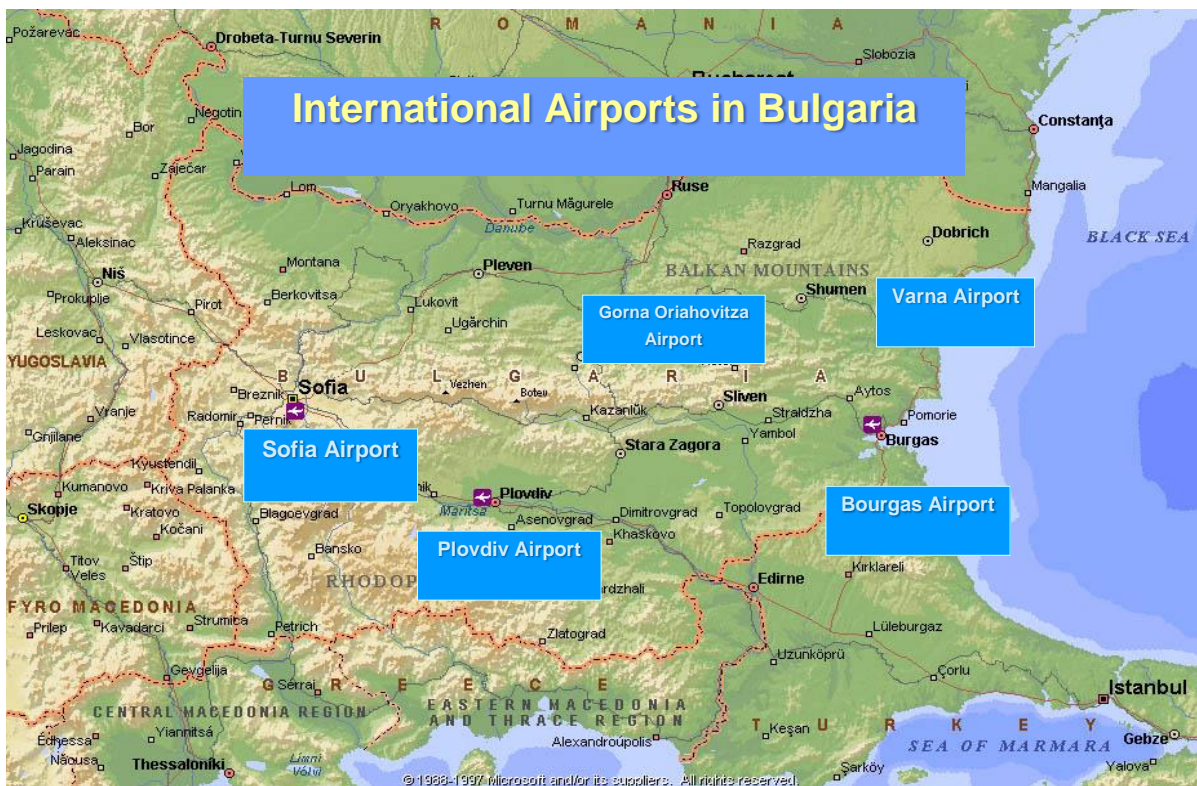 R O M A N I A
Požarevac
Drobeta-Turnu Severin
Slobozia
Bucharest
International Airports in Bulgaria
Negotin
Bor
Constanţa
Jagodina
Parain
Zaječar
Lom
Ruse
Mangalia
Oryakhovo
Turnu Măgurele
Kruševac
Aleksinac
Danube
Dobrich
BLACK SEA
Razgrad
Montana
Pleven
BALKAN MOUNTAINS
Niš
Prokuplje
Pirot
Berkovitsa
Lukovit
Shumen
Varna Airport
Gorna Oriahovitza
Airport
Leskovac
Vlasotince
Ugărchin
YUGOSLAVIA
B U L G A R I A
Breznik
Sofia
Vezhen
Boteu
Sliven
Aytos
Vranje
Radomir
Pernik
Kazanlŭk
Straldzha
Pomorie
Gnjilane
Yambol
Burgas
Sofia Airport
Stara Zagora
Kyustendil
Kumanovo
Kriva Palanka
nik
Plovdiv
Bourgas Airport
Skopje
Kratovo
Maritsa
Kočani
Blagoevgrad
Asenovgrad
Dimitrovgrad
Topolovgrad
Khaskovo
Plovdiv Airport
Bansko
Titov
Veles
Štip
RHODOP
rdzhali
Edirne
Kirklareli
FYRO MACEDONIA
Prilep
Kavadarci
Strumica
Petrich
Zlatograd
Lüleburgaz
Uzunköprü
Gevgelija
Çorlu
G R E E C E
Sérrai
Istanbul
CENTRAL MACEDONIA REGION
EASTERN MACEDONIA
AND THRACE REGION
T U R K E Y
Édhessa
Yiannitsá
Alexandroúpolis
Keşan
SEA OF MARMARA
Gebze
Náousa
Thessaloníki
Límni
Vólvi
Şarköy
Yalova
© 1988-1997 Microsoft and/or its suppliers. All rights reserved.